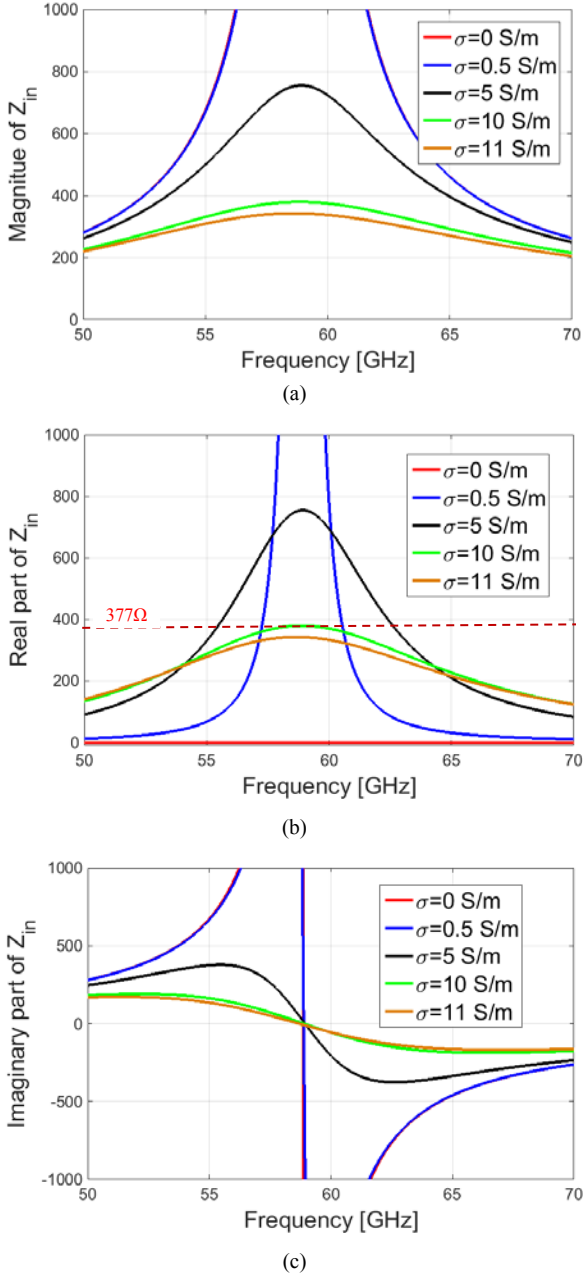 Magnitue of Z_in
1000
800
600
400
200
0
50 55 60 65 70
Frequency [GHz]
σ=0 S/m
σ=0.5 S/m
σ=5 S/m
σ=10 S/m
σ=11 S/m
(a)
Real part of Z_in
1000
800
600
400
200
0
50 55 60 65 70
Frequency [GHz]
σ=0 S/m
σ=0.5 S/m
σ=5 S/m
σ=10 S/m
σ=11 S/m
377Ω
(b)
Imaginary part of Z_in
1000
500
0
-500
-1000
50 55 60 65 70
Frequency [GHz]
σ=0 S/m
σ=0.5 S/m
σ=5 S/m
σ=10 S/m
σ=11 S/m
(c)